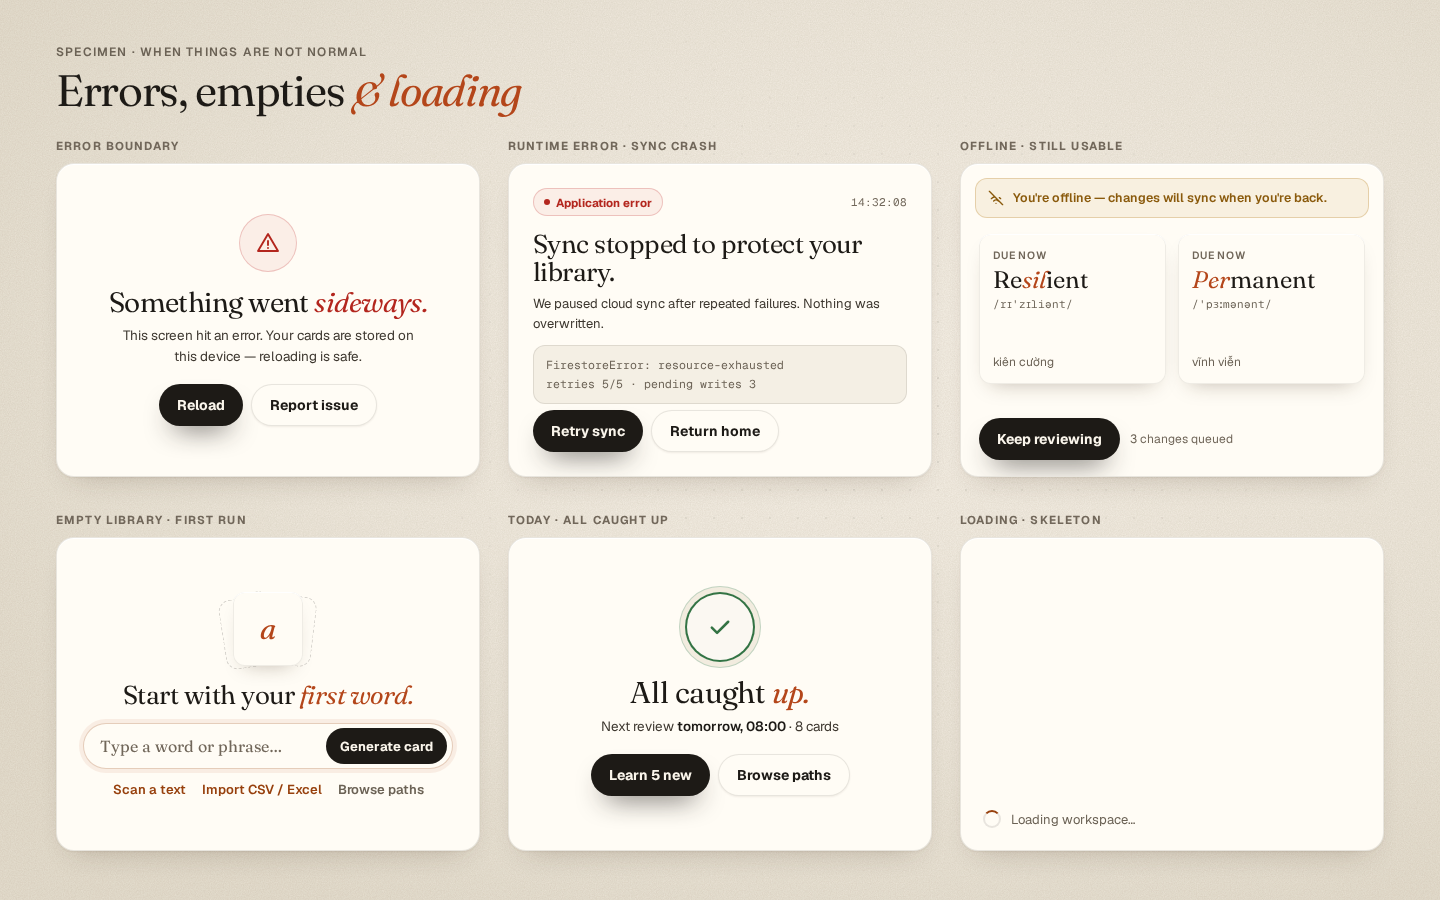 SPECIMEN · WHEN THINGS ARE NOT NORMAL
Errors, empties & loading
ERROR BOUNDARY
Something went sideways.
This screen hit an error. Your cards are stored on
this device — reloading is safe.
Reload
Report issue
RUNTIME ERROR · SYNC CRASH
Application error
14:32:08
Sync stopped to protect your
library.
We paused cloud sync after repeated failures. Nothing was
overwritten.
FirestoreError: resource-exhausted
retries 5/5 · pending writes 3
Retry sync
Return home
OFFLINE · STILL USABLE
You're offline — changes will sync when you're back.
DUE NOW
Resilient
/rɪˈzɪliənt/
kiên cường
DUE NOW
Permanent
/ˈpɜːmənənt/
vĩnh viễn
Keep reviewing
3 changes queued
EMPTY LIBRARY · FIRST RUN
a
Start with your first word.
Type a word or phrase...
Generate card
Scan a text
Import CSV / Excel
Browse paths
TODAY · ALL CAUGHT UP
All caught up.
Next review tomorrow, 08:00 · 8 cards
Learn 5 new
Browse paths
LOADING · SKELETON
Loading workspace…